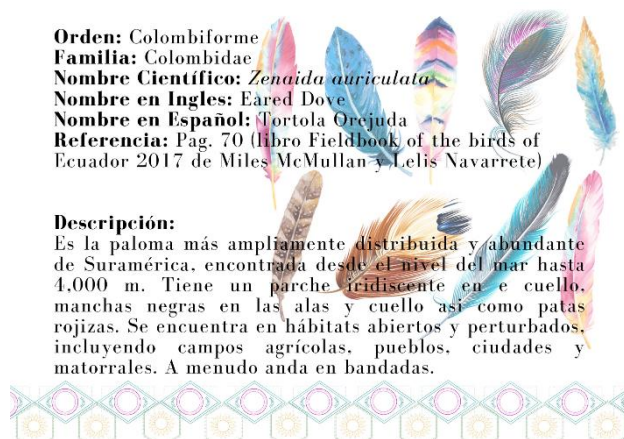 Orden: Colombiforme
Familia: Colombidae
Nombre Científico: Zenaida auriculata
Nombre en Ingles: Eared Dove
Nombre en Español: Tortola Orejuda
Referencia: Pag. 70 (libro Fieldbook of the birds of
Ecuador 2017 de Miles McMullan y Lelis Navarrete)
Descripción:
Es la paloma más ampliamente distribuida y abundante
de Suramérica, encontrada desde el nivel del mar hasta
4,000 m. Tiene un parche iridiscente en e cuello,
manchas negras en las alas y cuello asi como patas
rojizas. Se encuentra en hábitats abiertos y perturbados,
incluyendo campos agrícolas, pueblos, ciudades y
matorrales. A menudo anda en bandadas.